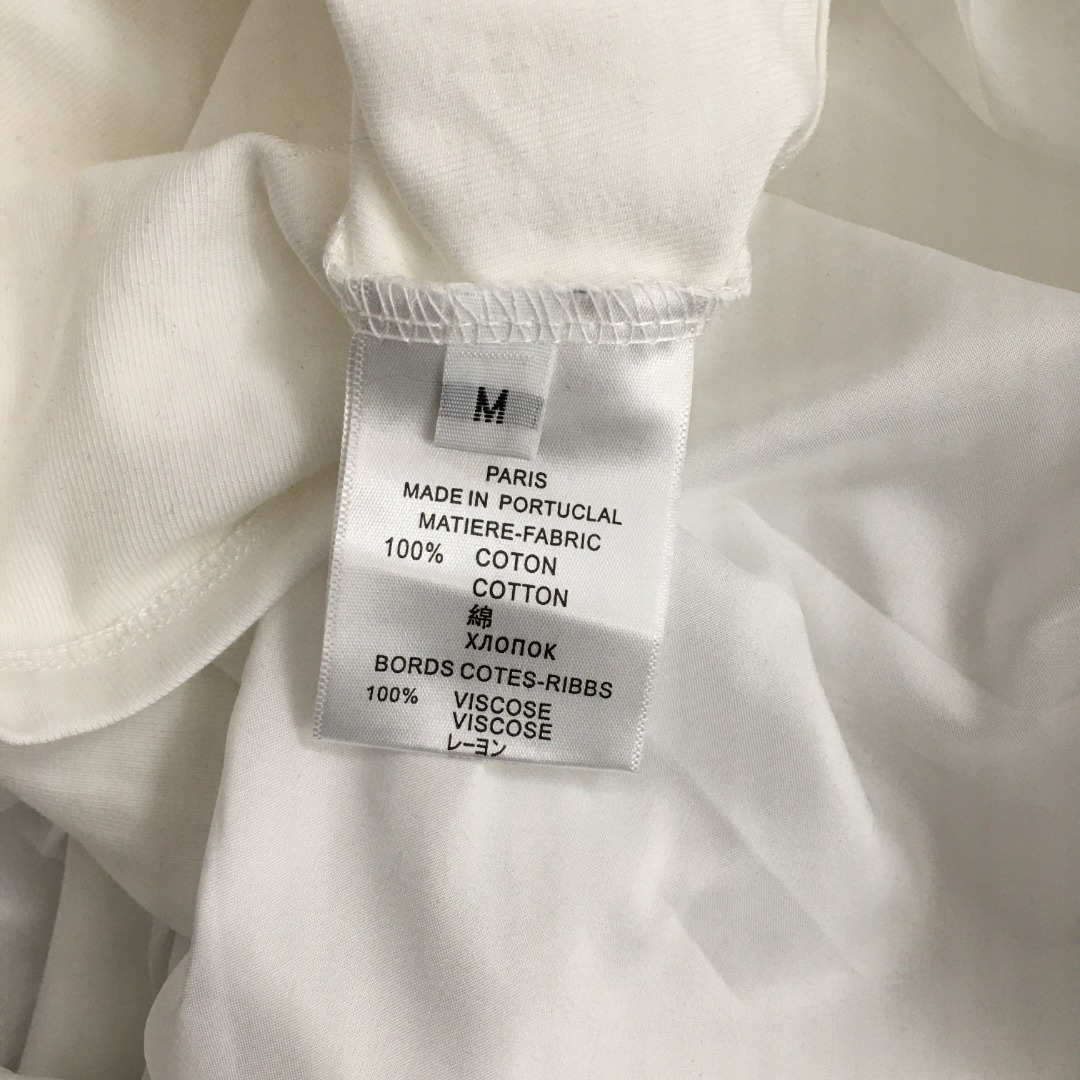 M
PARIS
MADE IN PORTUCLAL
MATIERE-FABRIC
100% COTON
COTTON
綿
ХЛОПОК
BORDS COTES-RIBBS
100% VISCOSE
VISCOSE
レーヨン